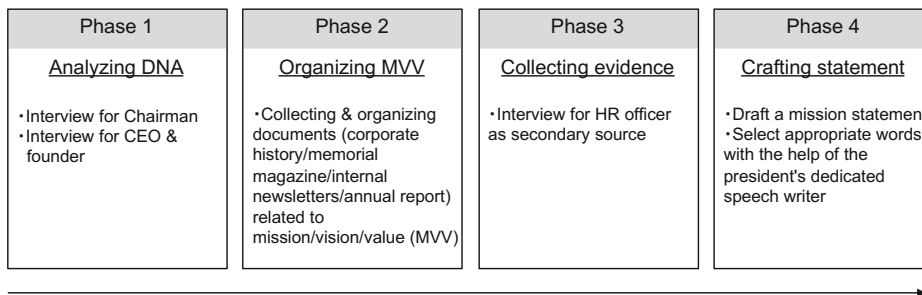 Phase 1
Analyzing DNA
・Interview for Chairman
・Interview for CEO &
founder
Phase 2
Organizing MVV
・Collecting & organizing
documents (corporate
history/memorial
magazine/internal
newsletters/annual report)
related to
mission/vision/value (MVV)
Phase 3
Collecting evidence
・Interview for HR officer
as secondary source
Phase 4
Crafting statement
・Draft a mission statemen
・Select appropriate words
with the help of the
president's dedicated
speech writer